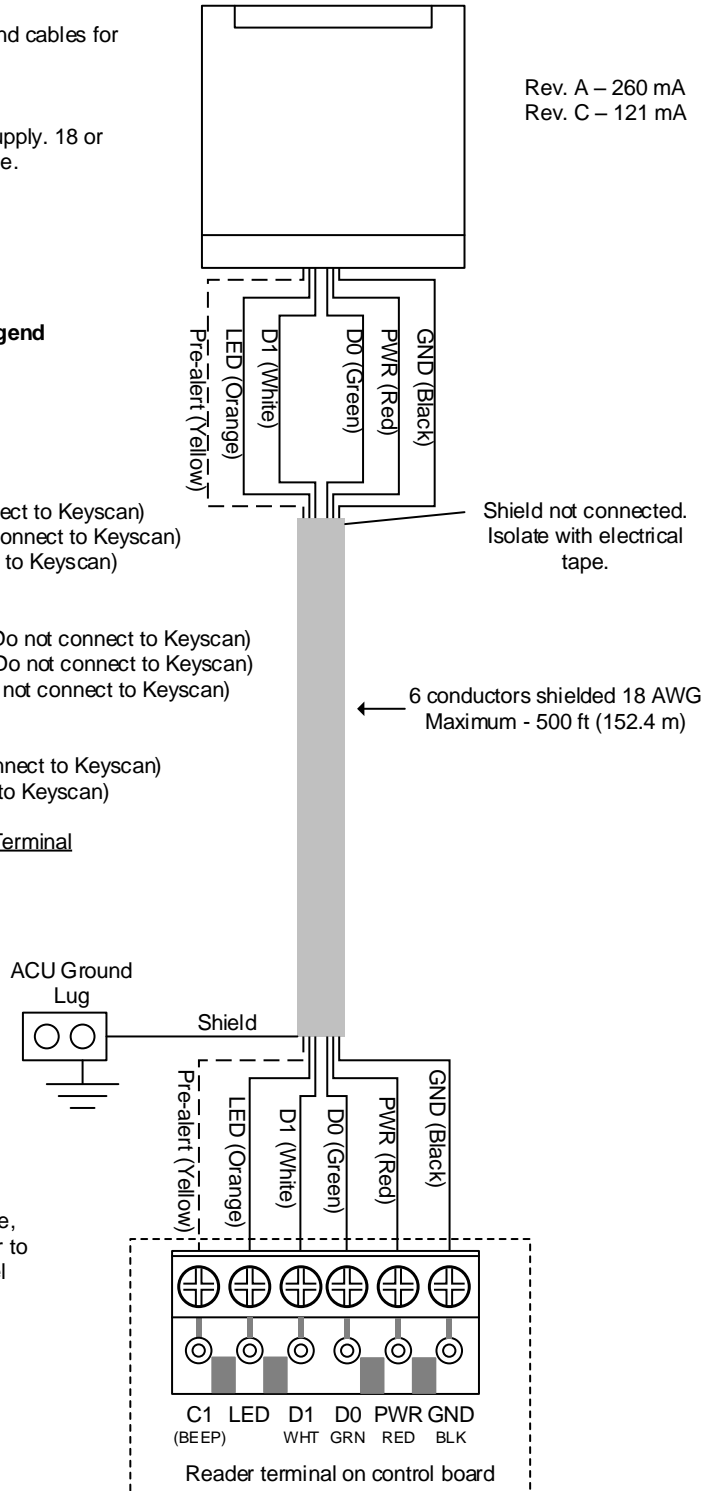 nd cables for
upply. 18 or
e.
Rev. A – 260 mA
Rev. C – 121 mA
gend
Pre-alert (Yellow)
LED (Orange)
D1 (White)
D0 (Green)
PWR (Red)
GND (Black)
ect to Keyscan)
onnect to Keyscan)
to Keyscan)
Shield not connected.
Isolate with electrical
tape.
Do not connect to Keyscan)
Do not connect to Keyscan)
not connect to Keyscan)
6 conductors shielded 18 AWG
Maximum - 500 ft (152.4 m)
nnect to Keyscan)
to Keyscan)
Terminal
ACU Ground
Lug
Shield
Pre-alert (Yellow)
LED (Orange)
D1 (White)
D0 (Green)
PWR (Red)
GND (Black)
e,
r to
el
C1 LED D1 D0 PWR GND
(BEEP) WHT GRN RED BLK
Reader terminal on control board